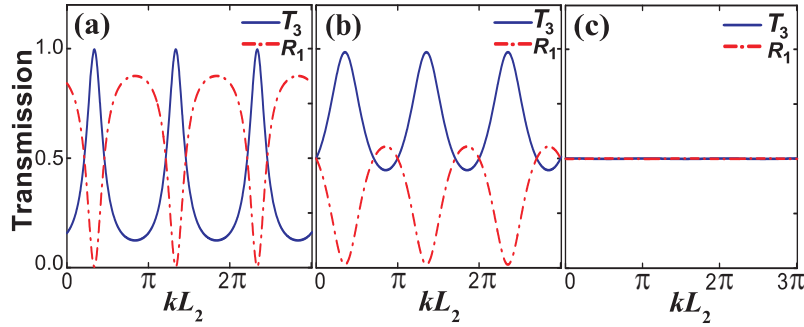 (a) T₃
R₁
(b) T₃
R₁
(c) T₃
R₁
Transmission
1.0
0.5
0.0
0 π 2π
0 π 2π
0 π 2π 3π
kL₂
kL₂
kL₂